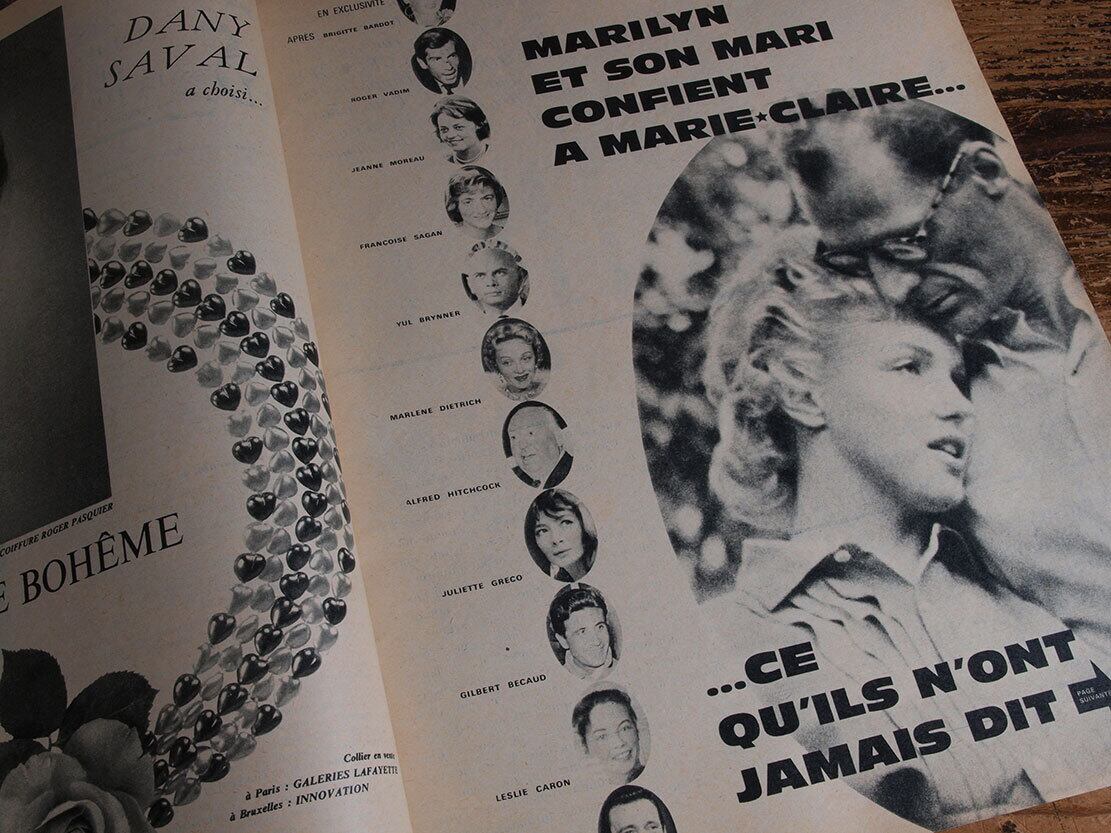 DANY
SAVAL
a choisi...
COIFFURE ROGER PASQUIER
E BOHÊME
Collier en vente
à Paris : GALERIES LAFAYETTE
à Bruxelles : INNOVATION
EN EXCLUSIVITÉ
APRES BRIGITTE BARDOT
ROGER VADIM
JEANNE MOREAU
FRANCOISE SAGAN
YUL BRYNNER
MARLENE DIETRICH
ALFRED HITCHCOCK
JULIETTE GRECO
GILBERT BECAUD
LESLIE CARON
MARILYN
ET SON MARI
CONFIENT
A MARIE★CLAIRE...
...CE
QU'ILS N'ONT
JAMAIS DIT
PAGE
SUIVANTE